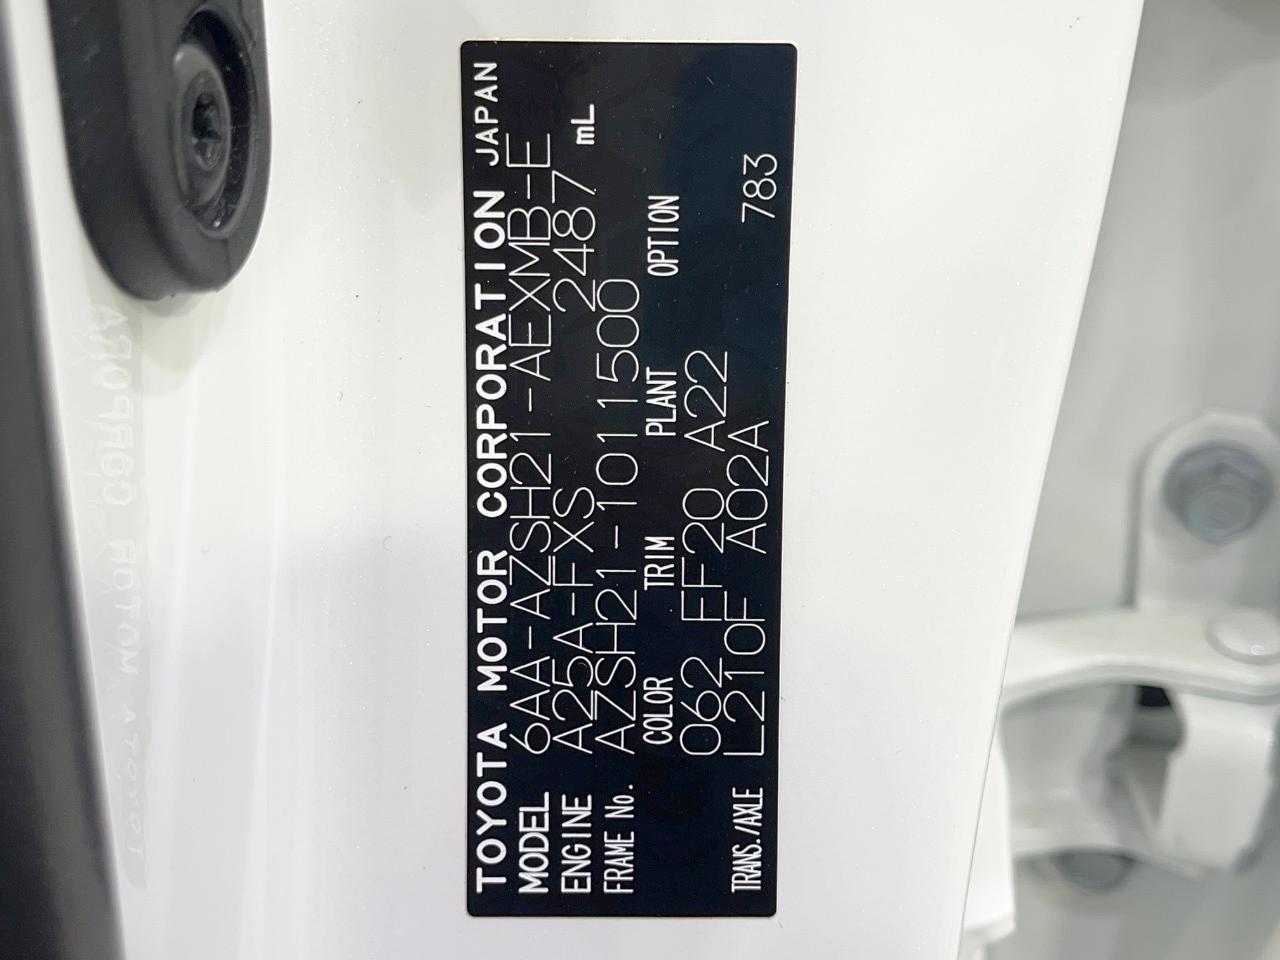 TOYOTA MOTOR CORPORATION JAPAN
MODEL 6AA-AZSH21-AEXMB-E
ENGINE A25A-FXS 2487 mL
FRAME No. AZSH21-1011500
COLOR TRIM PLANT OPTION
062 FF20 A22
TRANS./AXLE L210F A02A 783